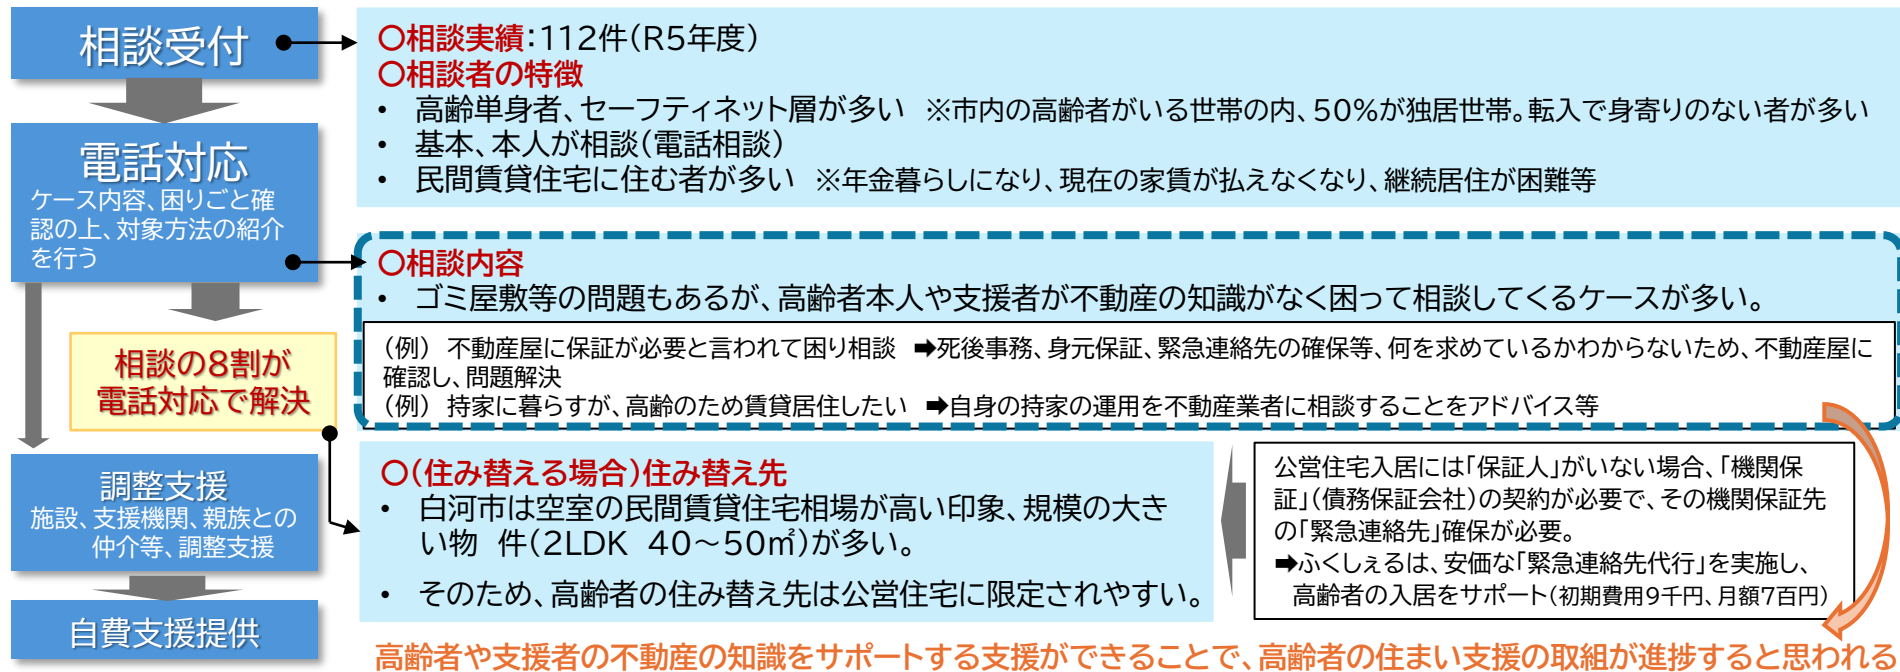 相談受付
電話対応
ケース内容、困りごと確
認の上、対象方法の紹介
を行う
相談の8割が
電話対応で解決
調整支援
施設、支援機関、親族との
仲介等、調整支援
自費支援提供
〇相談実績:112件(R5年度)
〇相談者の特徴
• 高齢単身者、セーフティネット層が多い ※市内の高齢者がいる世帯の内、50%が独居世帯。転入で身寄りのない者が多い
• 基本、本人が相談(電話相談)
• 民間賃貸住宅に住む者が多い ※年金暮らしになり、現在の家賃が払えなくなり、継続居住が困難等
〇相談内容
• ゴミ屋敷等の問題もあるが、高齢者本人や支援者が不動産の知識がなく困って相談してくるケースが多い。
(例) 不動産屋に保証が必要と言われて困り相談 ➡死後事務、身元保証、緊急連絡先の確保等、何を求めているかわからないため、不動産屋に
確認し、問題解決
(例) 持家に暮らすが、高齢のため賃貸居住したい ➡自身の持家の運用を不動産業者に相談することをアドバイス等
〇(住み替える場合)住み替え先
• 白河市は空室の民間賃貸住宅相場が高い印象、規模の大き
い物 件(2LDK 40~50㎡)が多い。
• そのため、高齢者の住み替え先は公営住宅に限定されやすい。
公営住宅入居には「保証人」がいない場合、「機関保
証」(債務保証会社)の契約が必要で、その機関保証先
の「緊急連絡先」確保が必要。
➡ふくしぇるは、安価な「緊急連絡先代行」を実施し、
高齢者の入居をサポート(初期費用9千円、月額7百円)
高齢者や支援者の不動産の知識をサポートする支援ができることで、高齢者の住まい支援の取組が進捗すると思われる